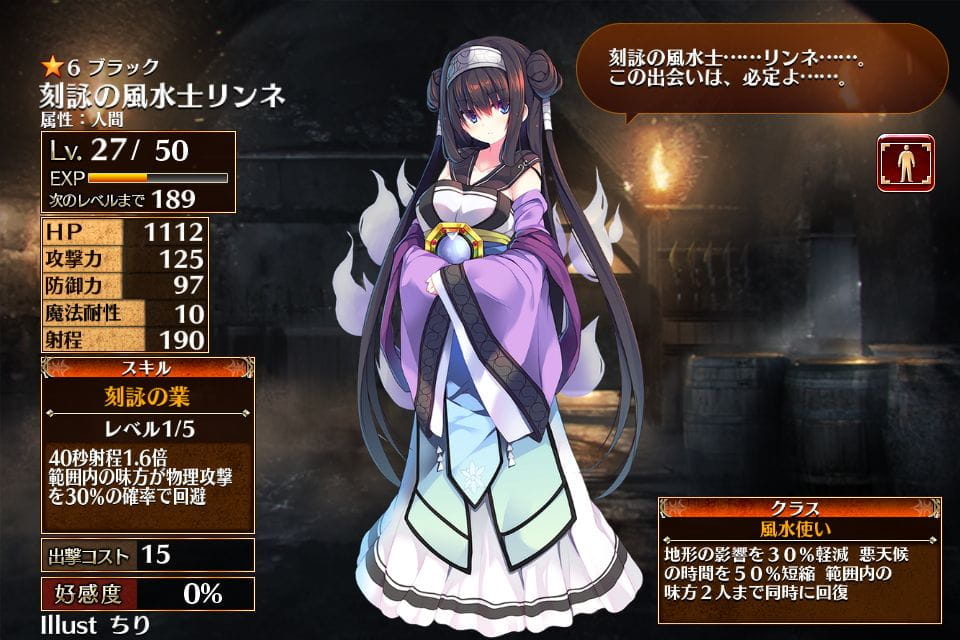 ★6 ブラック
刻詠の風水士リンネ
属性：人間
Lv. 27/ 50
EXP
次のレベルまで 189
HP 1112
攻撃力 125
防御力 97
魔法耐性 10
射程 190
スキル
刻詠の業
レベル1/5
40秒射程1.6倍
範囲内の味方が物理攻撃
を30%の確率で回避
出撃コスト 15
好感度 0%
Illust ちり
刻詠の風水士……リンネ……。
この出会いは、必定よ……。
クラス
風水使い
地形の影響を３０％軽減 悪天候
の時間を５０％短縮 範囲内の
味方２人まで同時に回復